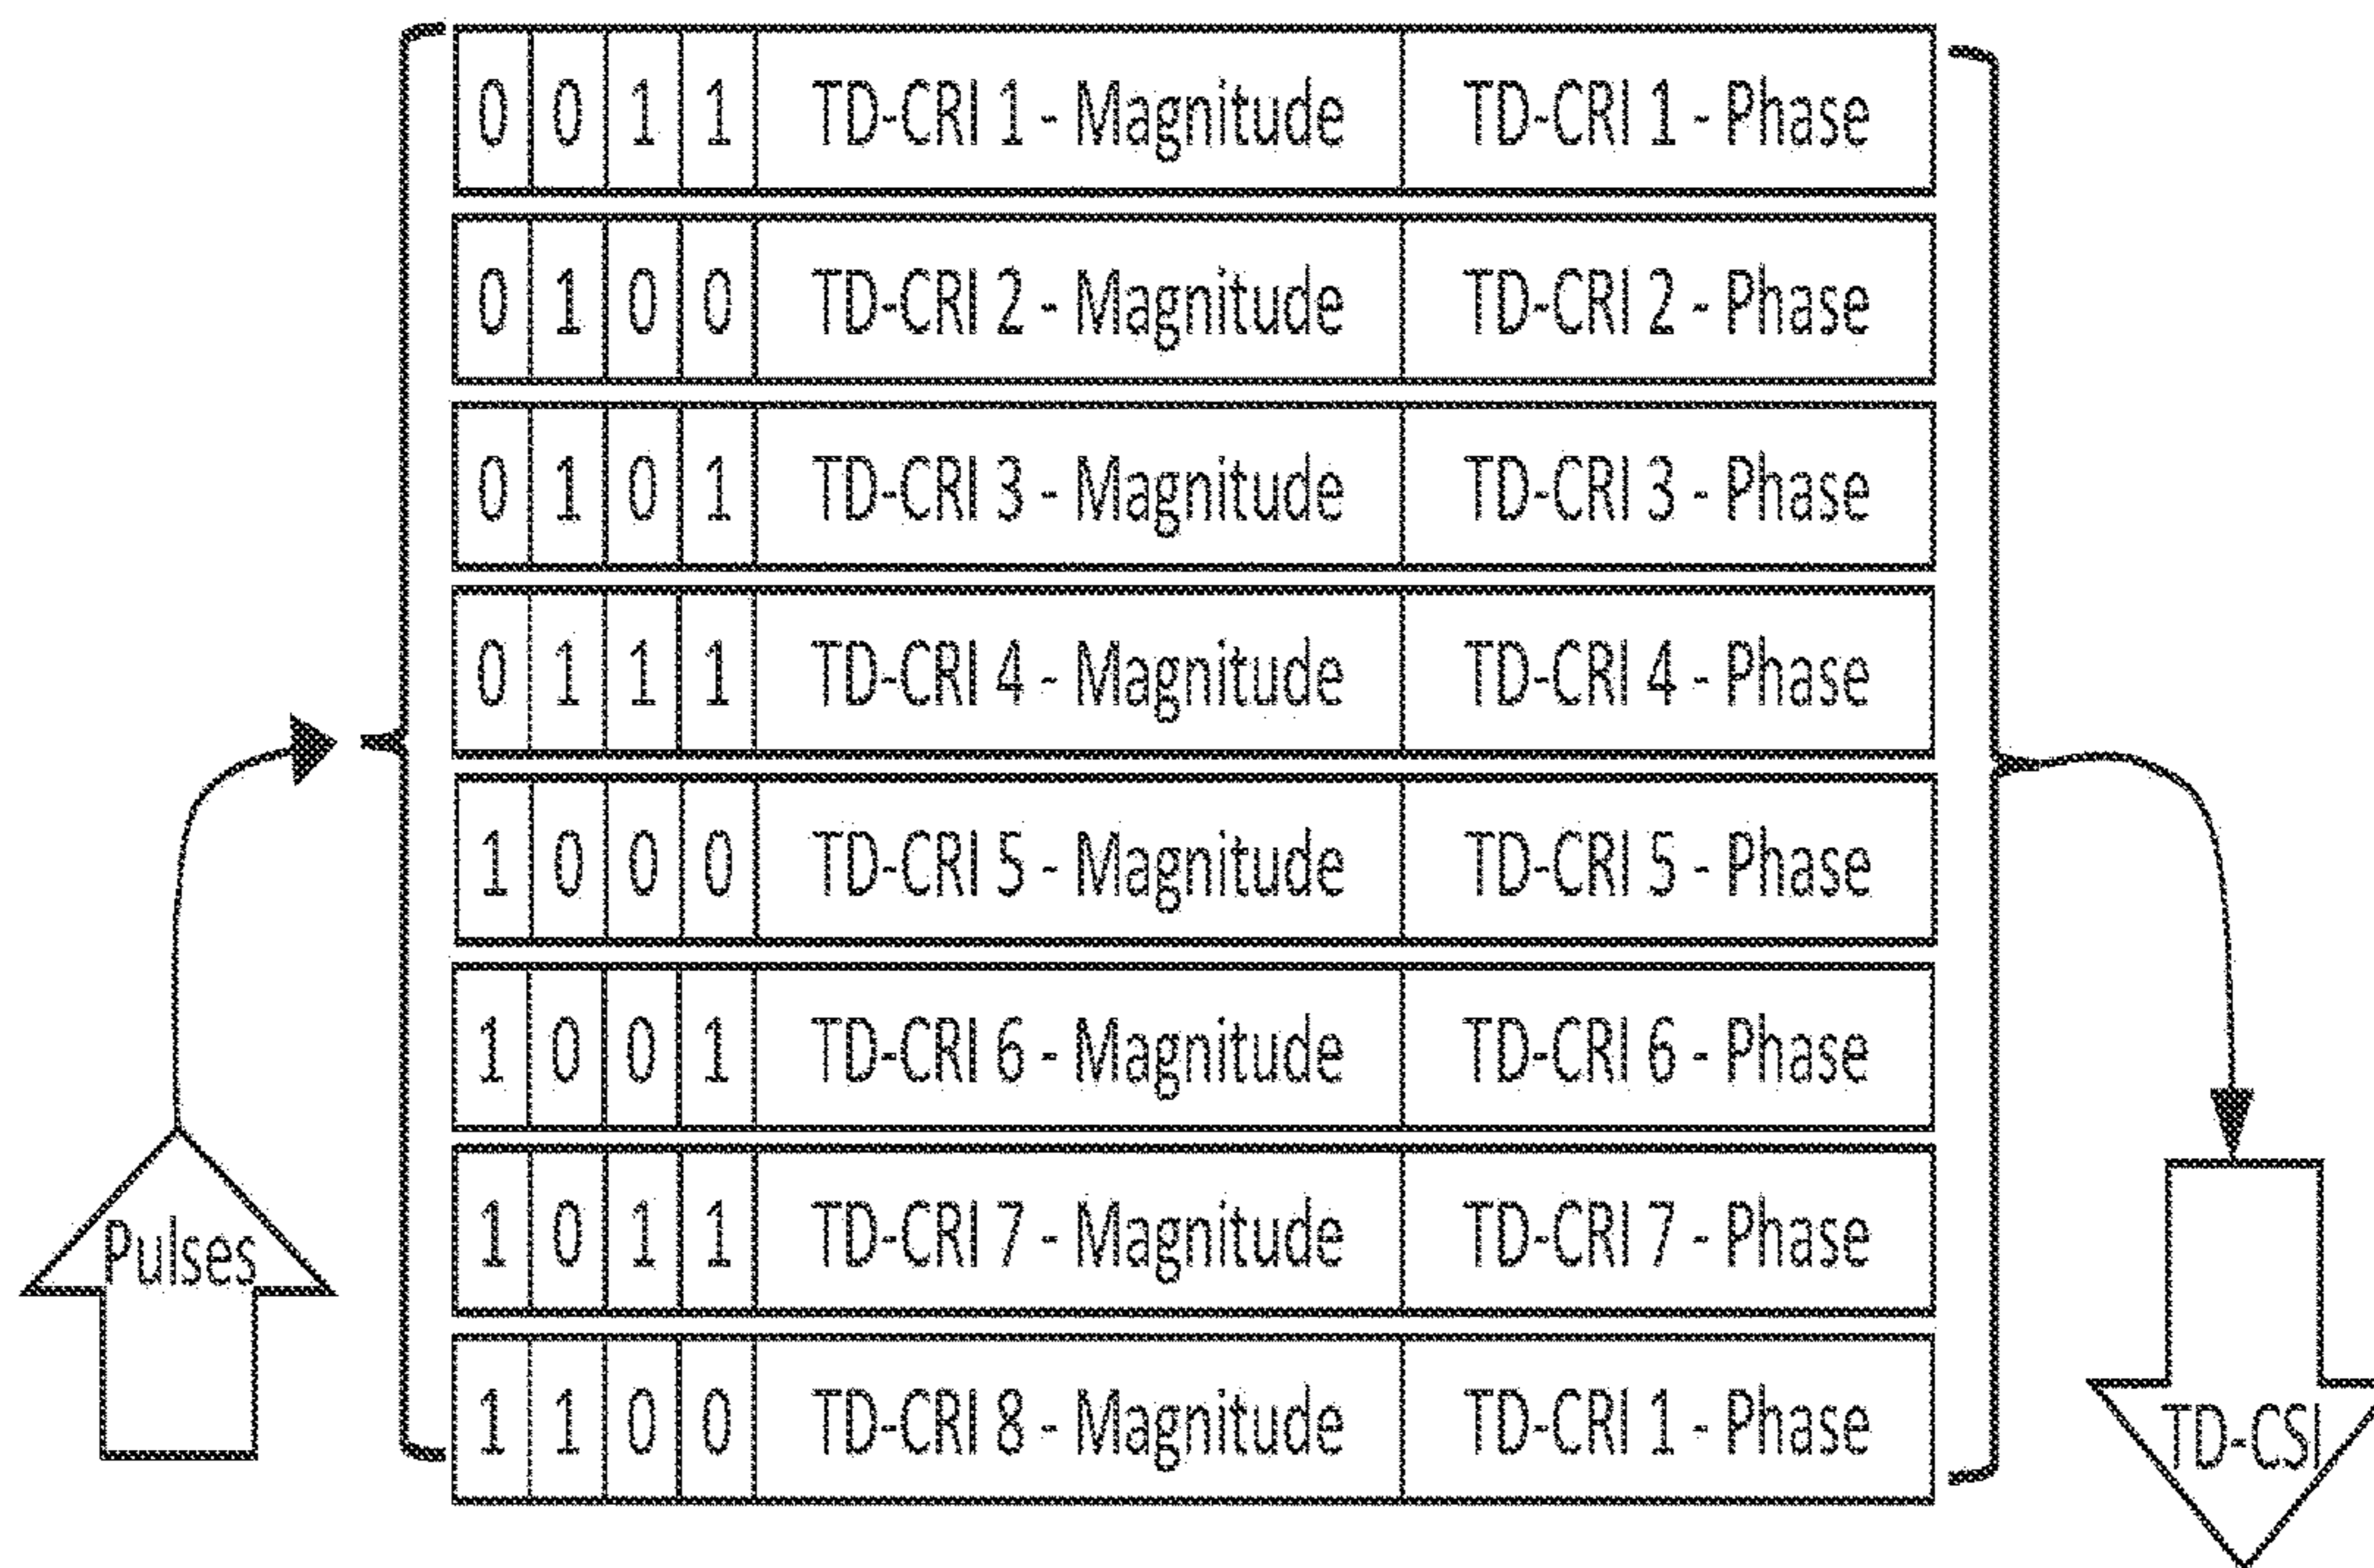 0 0 1 1 TD-CRI 1 - Magnitude TD-CRI 1 - Phase
0 1 0 0 TD-CRI 2 - Magnitude TD-CRI 2 - Phase
0 1 0 1 TD-CRI 3 - Magnitude TD-CRI 3 - Phase
0 1 1 1 TD-CRI 4 - Magnitude TD-CRI 4 - Phase
1 0 0 0 TD-CRI 5 - Magnitude TD-CRI 5 - Phase
1 0 0 1 TD-CRI 6 - Magnitude TD-CRI 6 - Phase
1 0 1 1 TD-CRI 7 - Magnitude TD-CRI 7 - Phase
1 1 0 0 TD-CRI 8 - Magnitude TD-CRI 1 - Phase
Pulses
TD-CSI